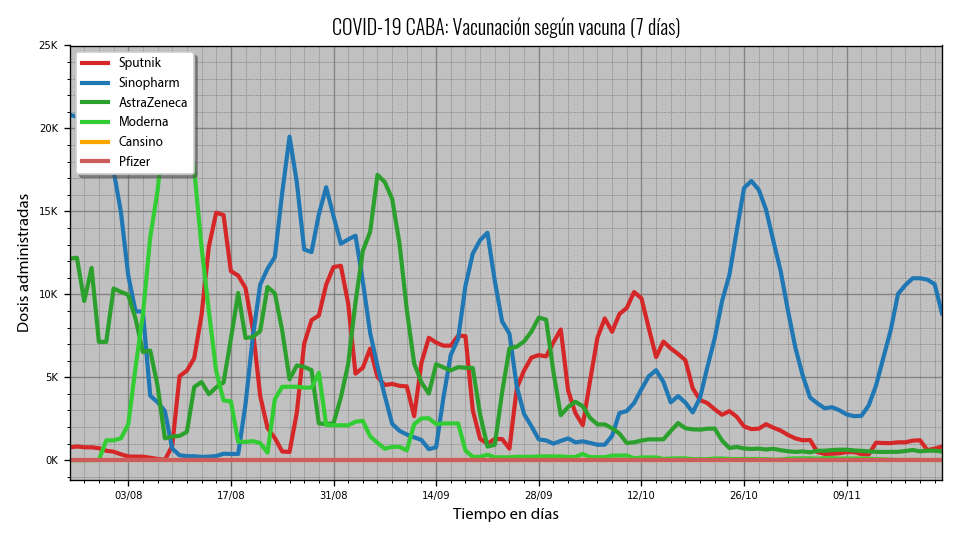 COVID-19 CABA: Vacunación según vacuna (7 días)
25K
20K
15K
10K
5K
0K
Dosis administradas
Sputnik
Sinopharm
AstraZeneca
Moderna
Cansino
Pfizer
03/08 17/08 31/08 14/09 28/09 12/10 26/10 09/11
Tiempo en días